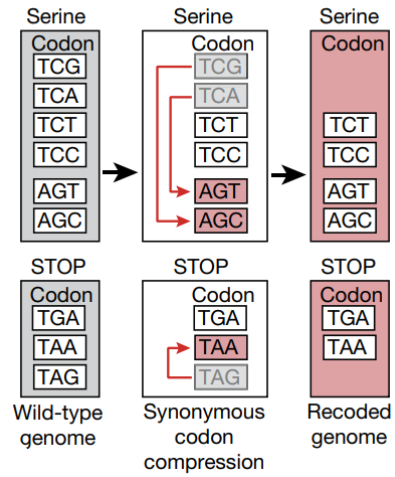 Serine Serine Serine
Codon Codon Codon
TCG TCG
TCA TCA
TCT TCT TCT
TCC TCC TCC
AGT AGT AGT
AGC AGC AGC
STOP STOP STOP
Codon Codon Codon
TGA TGA TGA
TAA TAA TAA
TAG TAG
Wild-type Synonymous Recoded
genome codon genome
compression